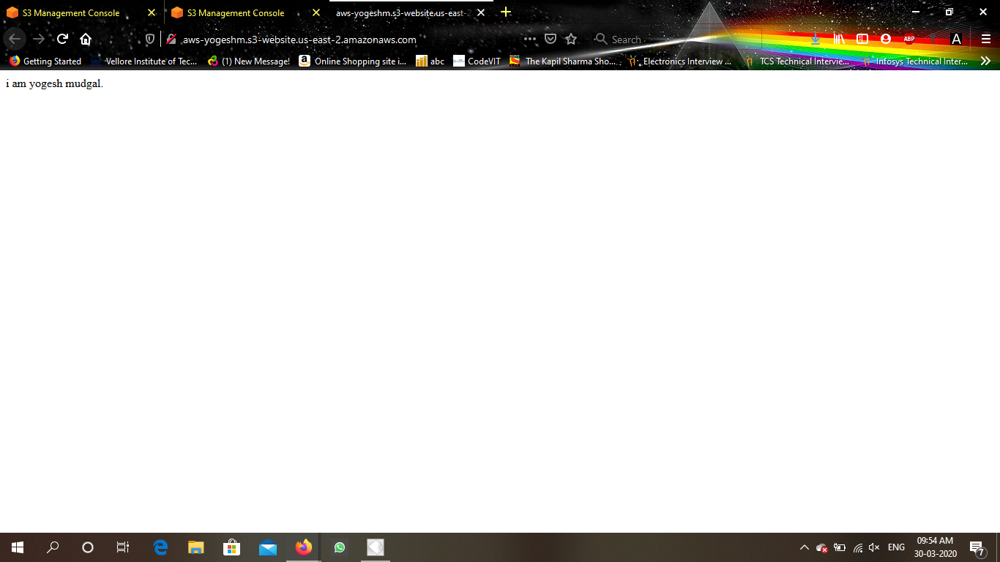 S3 Management Console
S3 Management Console
aws-yogeshm.s3-website.us-east-2
aws-yogeshm.s3-website.us-east-2.amazonaws.com
Search
ABP
A
Getting Started
Vellore Institute of Tec...
(1) New Message!
Online Shopping site i...
abc
CodeVIT
The Kapil Sharma Sho...
Electronics Interview ...
TCS Technical Intervie...
Infosys Technical Inter...
i am yogesh mudgal.
ENG
09:54 AM
30-03-2020
7